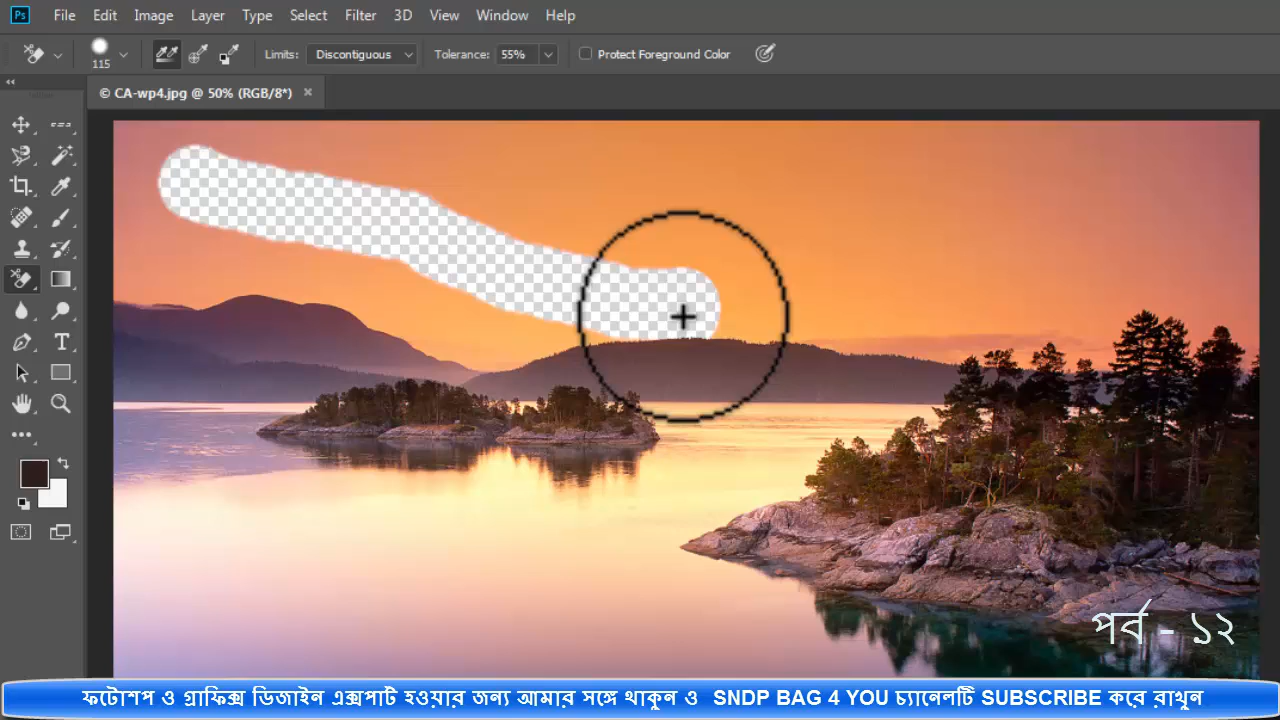 Ps File Edit Image Layer Type Select Filter 3D View Window Help
115 Limits: Discontiguous Tolerance: 55% Protect Foreground Color
© CA-wp4.jpg @ 50% (RGB/8*) ×
T
পর্ব - ১২
ফটোশপ ও গ্রাফিক্স ডিজাইন এক্সপার্ট হওয়ার জন্য আমার সঙ্গে থাকুন ও SNDP BAG 4 YOU চ্যানেলটি SUBSCRIBE করে রাখুন